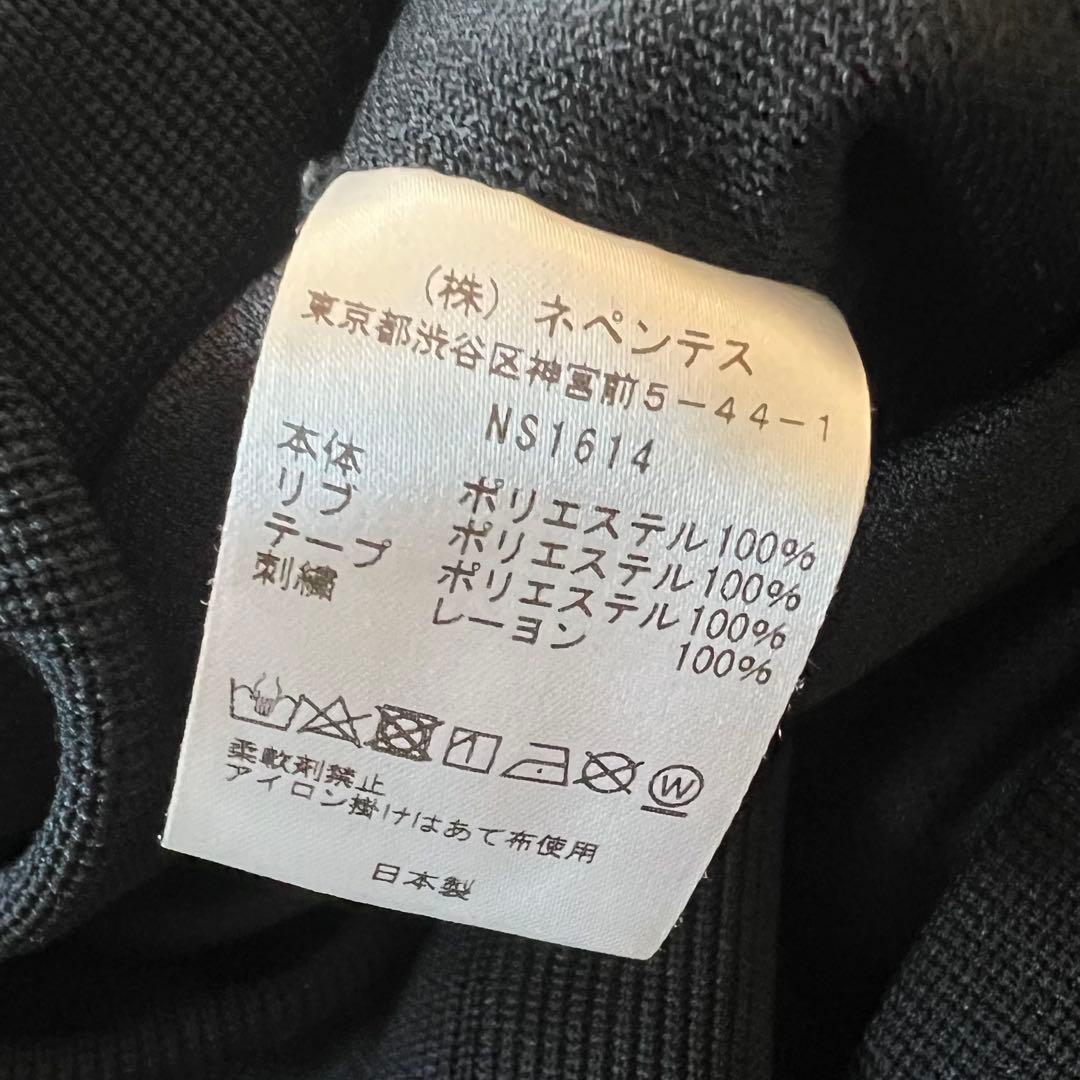 (株) ネペンテス
東京都渋谷区神宮前5-44-1
NS1614
本体 ポリエステル100%
リブ ポリエステル100%
テープ ポリエステル100%
刺繍 レーヨン 100%
W
柔軟剤禁止
アイロン掛けはあて布使用
日本製